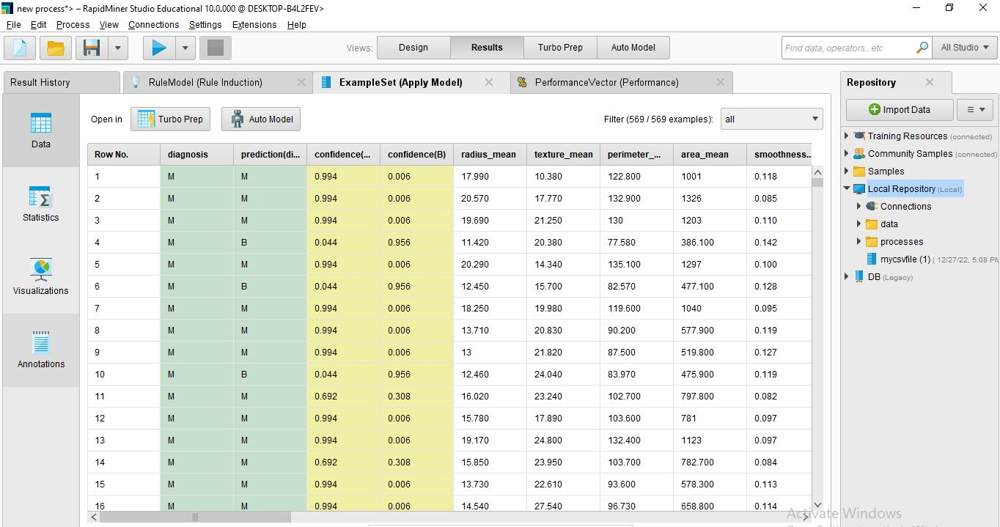 new process*> – RapidMiner Studio Educational 10.0.000 @ DESKTOP-B4L2FEV>
File Edit Process View Connections Settings Extensions Help
Views: Design Results Turbo Prep Auto Model
Find data, operators...etc All Studio
Result History RuleModel (Rule Induction) ExampleSet (Apply Model) PerformanceVector (Performance)
Open in Turbo Prep Auto Model Filter (569 / 569 examples): all
Data
Statistics
Visualizations
Annotations
Row No. diagnosis prediction(di... confidence(... confidence(B) radius_mean texture_mean perimeter_... area_mean smoothness...
1 M M 0.994 0.006 17.990 10.380 122.800 1001 0.118
2 M M 0.994 0.006 20.570 17.770 132.900 1326 0.085
3 M M 0.994 0.006 19.690 21.250 130 1203 0.110
4 M B 0.044 0.956 11.420 20.380 77.580 386.100 0.142
5 M M 0.994 0.006 20.290 14.340 135.100 1297 0.100
6 M B 0.044 0.956 12.450 15.700 82.570 477.100 0.128
7 M M 0.994 0.006 18.250 19.980 119.600 1040 0.095
8 M M 0.994 0.006 13.710 20.830 90.200 577.900 0.119
9 M M 0.994 0.006 13 21.820 87.500 519.800 0.127
10 M B 0.044 0.956 12.460 24.040 83.970 475.900 0.119
11 M M 0.692 0.308 16.020 23.240 102.700 797.800 0.082
12 M M 0.994 0.006 15.780 17.890 103.600 781 0.097
13 M M 0.994 0.006 19.170 24.800 132.400 1123 0.097
14 M M 0.692 0.308 15.850 23.950 103.700 782.700 0.084
15 M M 0.994 0.006 13.730 22.610 93.600 578.300 0.113
16 M M 0.994 0.006 14.540 27.540 96.730 658.800 0.114
Repository
Import Data
Training Resources (connected)
Community Samples (connected)
Samples
Local Repository (Local)
Connections
data
processes
mycsvfile (1) ( 12/27/22, 5:08 PM
DB (Legacy)
Activate Windows